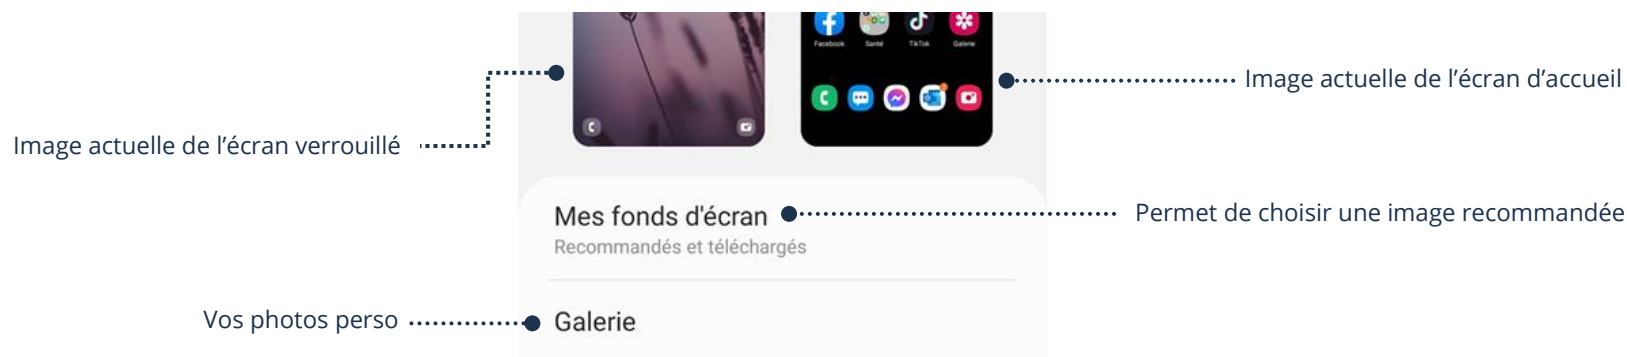 Facebook Santé TikTok Galerie
Image actuelle de l’écran d’accueil
Image actuelle de l’écran verrouillé
Mes fonds d'écran
Permet de choisir une image recommandée
Recommandés et téléchargés
Vos photos perso
Galerie